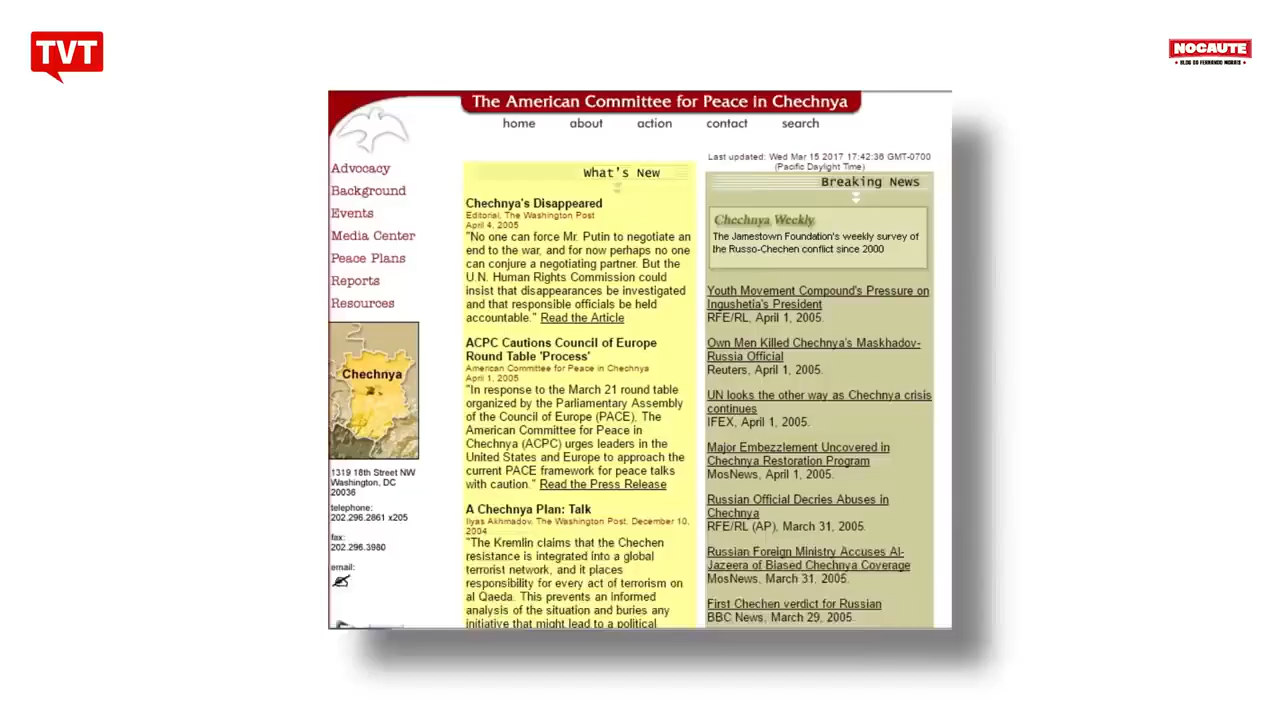 TVT
NOCAUTE
BLOG DO FERNANDO MORAIS
The American Committee for Peace in Chechnya
home about action contact search
Advocacy
Background
Events
Media Center
Peace Plans
Reports
Resources
Chechnya
1319 18th Street NW
Washington, DC
20036
telephone:
202.296.2861 x205
fax:
202.296.3980
email:
What's New
Chechnya's Disappeared
Editorial, The Washington Post
April 4, 2005
"No one can force Mr. Putin to negotiate an
end to the war, and for now perhaps no one
can conjure a negotiating partner. But the
U.N. Human Rights Commission could
insist that disappearances be investigated
and that responsible officials be held
accountable." Read the Article
ACPC Cautions Council of Europe
Round Table 'Process'
American Committee for Peace in Chechnya
April 1, 2005
"In response to the March 21 round table
organized by the Parliamentary Assembly
of the Council of Europe (PACE), The
American Committee for Peace in
Chechnya (ACPC) urges leaders in the
United States and Europe to approach the
current PACE framework for peace talks
with caution." Read the Press Release
A Chechnya Plan: Talk
Ilyas Akhmadov, The Washington Post, December 10,
2004
"The Kremlin claims that the Chechen
resistance is integrated into a global
terrorist network, and it places
responsibility for every act of terrorism on
al Qaeda. This prevents an informed
analysis of the situation and buries any
initiative that might lead to a political
Last updated: Wed Mar 15 2017 17:42:38 GMT-0700
(Pacific Daylight Time)
Breaking News
Chechnya Weekly
The Jamestown Foundation's weekly survey of
the Russo-Chechen conflict since 2000
Youth Movement Compound's Pressure on
Ingushetia's President
RFE/RL, April 1, 2005.
Own Men Killed Chechnya's Maskhadov-
Russia Official
Reuters, April 1, 2005.
UN looks the other way as Chechnya crisis
continues
IFEX, April 1, 2005.
Major Embezzlement Uncovered in
Chechnya Restoration Program
MosNews, April 1, 2005.
Russian Official Decries Abuses in
Chechnya
RFE/RL (AP), March 31, 2005.
Russian Foreign Ministry Accuses Al-
Jazeera of Biased Chechnya Coverage
MosNews, March 31, 2005.
First Chechen verdict for Russian
BBC News, March 29, 2005.